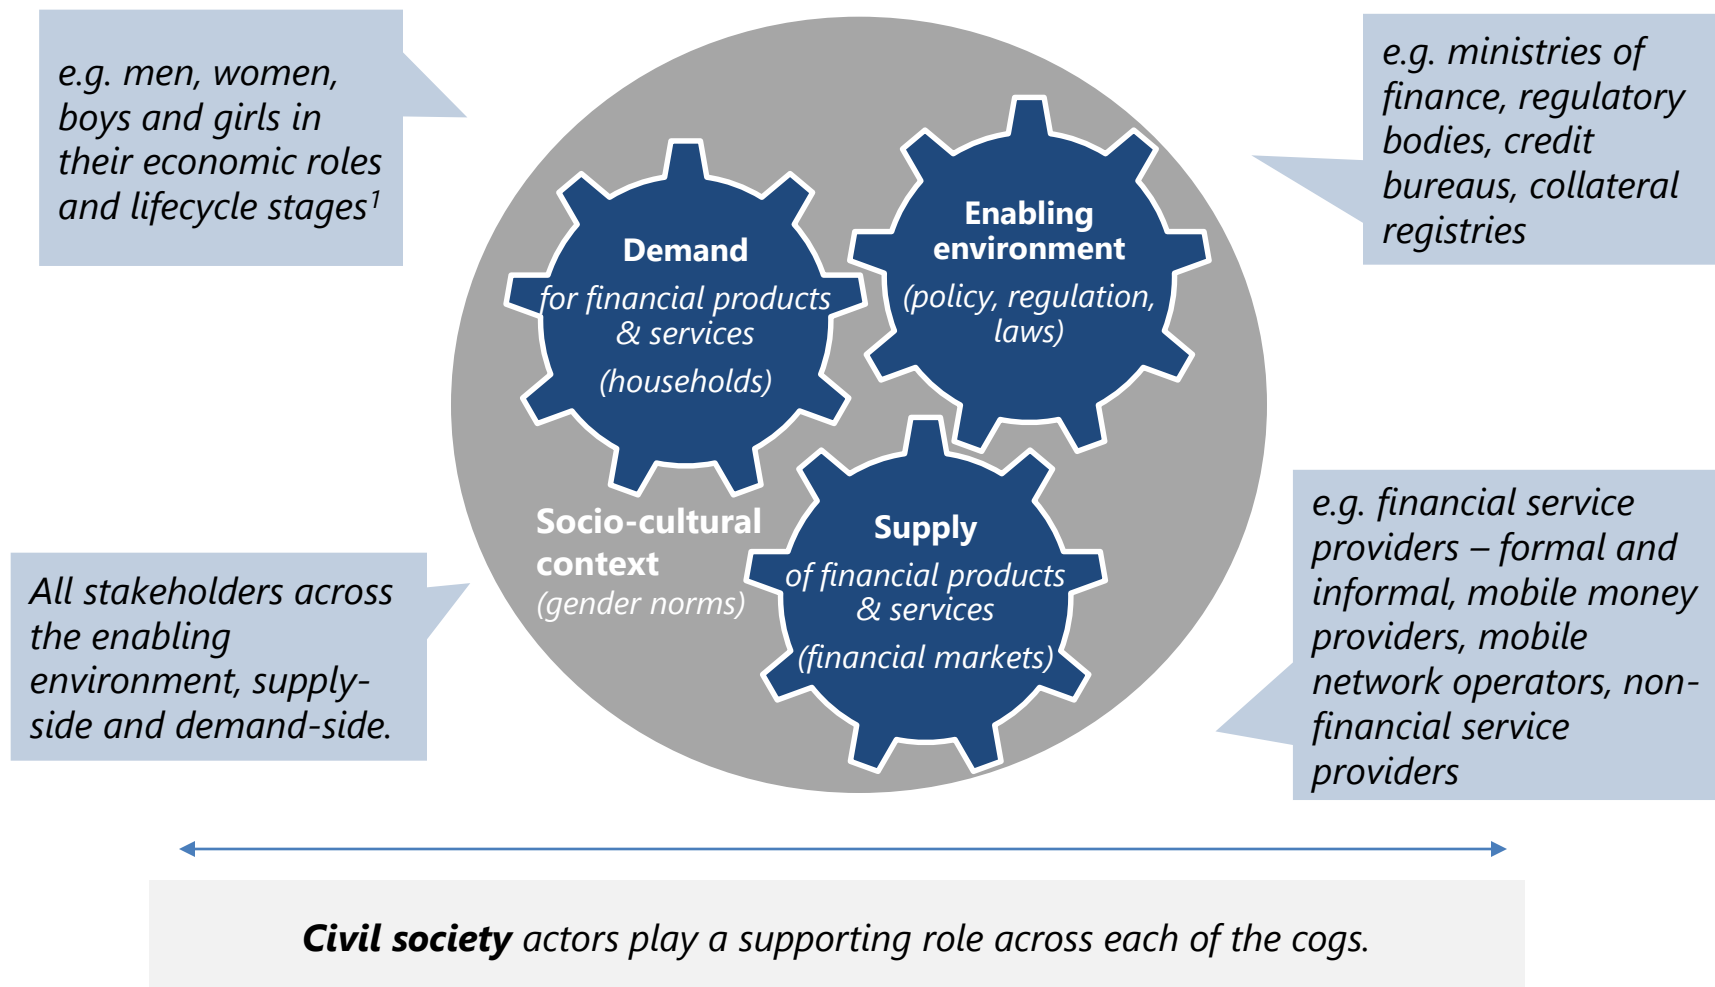 e.g. men, women,
boys and girls in
their economic roles
and lifecycle stages¹
e.g. ministries of
finance, regulatory
bodies, credit
bureaus, collateral
registries
Demand
for financial products
& services
(households)
Enabling
environment
(policy, regulation,
laws)
Socio-cultural
context
(gender norms)
Supply
of financial products
& services
(financial markets)
All stakeholders across
the enabling
environment, supply-
side and demand-side.
e.g. financial service
providers – formal and
informal, mobile money
providers, mobile
network operators, non-
financial service
providers
Civil society actors play a supporting role across each of the cogs.